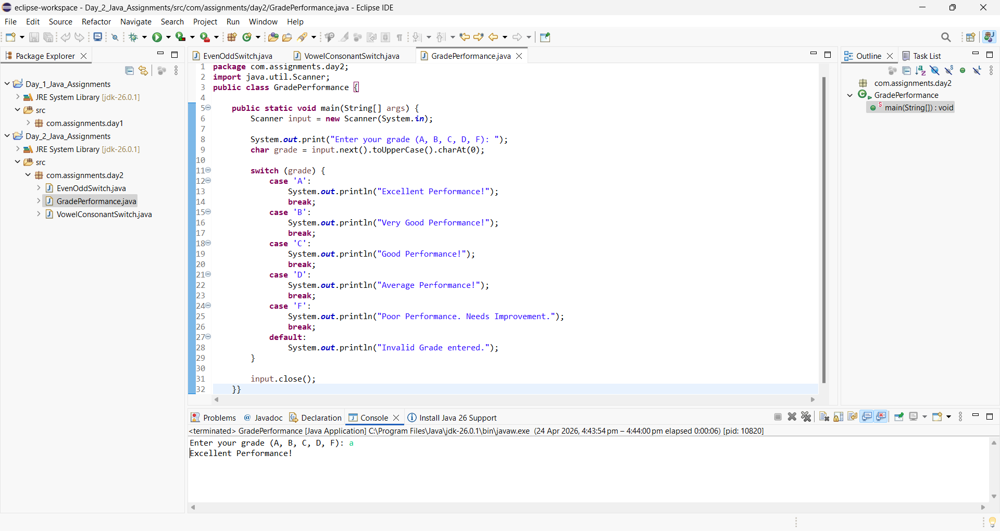 eclipse-workspace - Day_2_Java_Assignments/src/com/assignments/day2/GradePerformance.java - Eclipse IDE
File Edit Source Refactor Navigate Search Project Run Window Help
Package Explorer
Day_1_Java_Assignments
JRE System Library [jdk-26.0.1]
src
com.assignments.day1
Day_2_Java_Assignments
JRE System Library [jdk-26.0.1]
src
com.assignments.day2
EvenOddSwitch.java
GradePerformance.java
VowelConsonantSwitch.java
EvenOddSwitch.java VowelConsonantSwitch.java GradePerformance.java
1 package com.assignments.day2;
2 import java.util.Scanner;
3 public class GradePerformance {
4
5 public static void main(String[] args) {
6 Scanner input = new Scanner(System.in);
7
8 System.out.print("Enter your grade (A, B, C, D, F): ");
9 char grade = input.next().toUpperCase().charAt(0);
10
11 switch (grade) {
12 case 'A':
13 System.out.println("Excellent Performance!");
14 break;
15 case 'B':
16 System.out.println("Very Good Performance!");
17 break;
18 case 'C':
19 System.out.println("Good Performance!");
20 break;
21 case 'D':
22 System.out.println("Average Performance!");
23 break;
24 case 'F':
25 System.out.println("Poor Performance. Needs Improvement.");
26 break;
27 default:
28 System.out.println("Invalid Grade entered.");
29 }
30
31 input.close();
32 }}
Outline Task List
com.assignments.day2
GradePerformance
main(String[]) : void
Problems @ Javadoc Declaration Console Install Java 26 Support
<terminated> GradePerformance [Java Application] C:\Program Files\Java\jdk-26.0.1\bin\javaw.exe (24 Apr 2026, 4:43:54 pm – 4:44:00 pm elapsed 0:00:06) [pid: 10820]
Enter your grade (A, B, C, D, F): a
Excellent Performance!